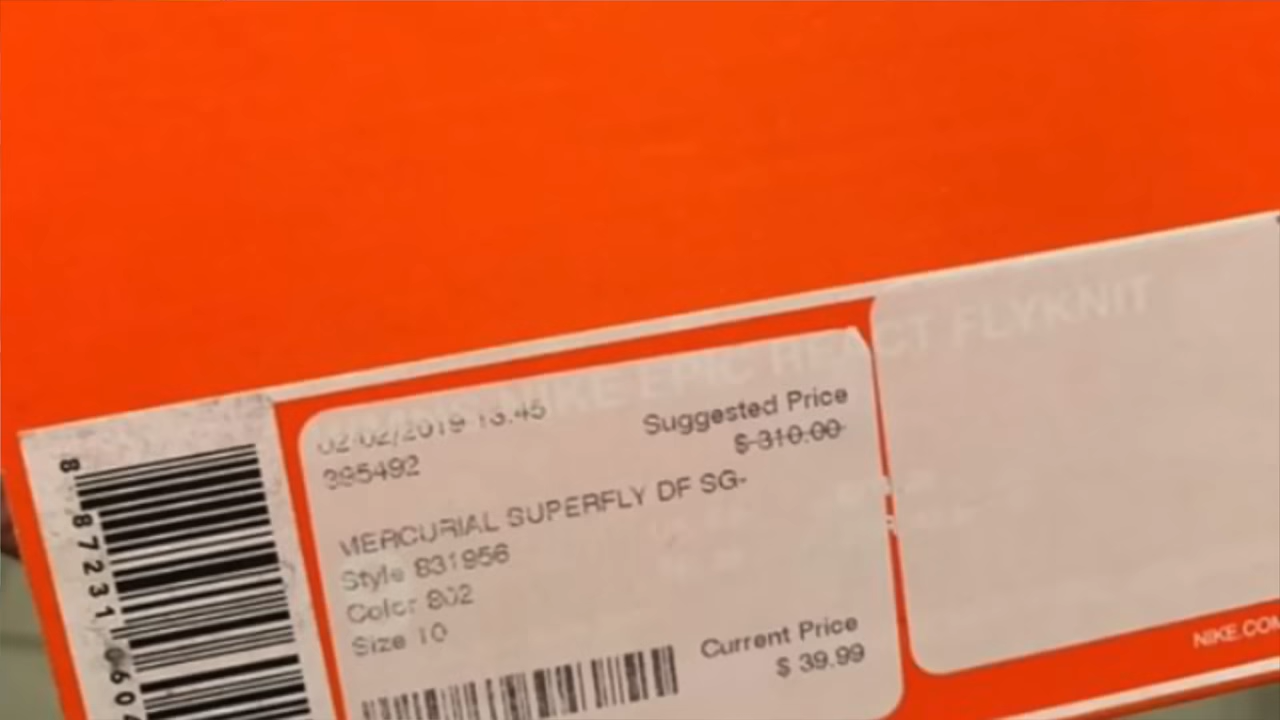 NIKE EPIC REACT FLYKNIT
02/02/2019 13:45
395492
Suggested Price
$ 310.00
MERCURIAL SUPERFLY DF SG-
Style 831956
Color 802
Size 10
Current Price
$ 39.99
8 87231 0604
NIKE.COM